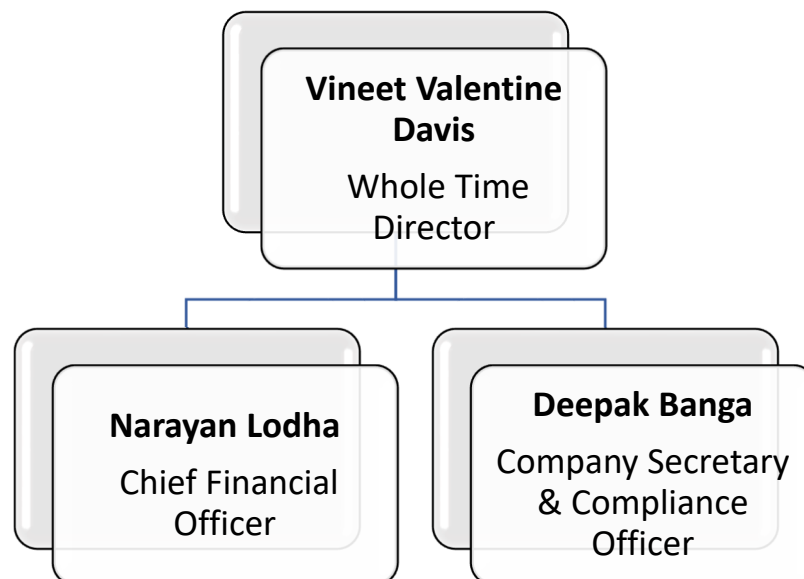 Vineet Valentine
Davis
Whole Time
Director
Narayan Lodha
Chief Financial
Officer
Deepak Banga
Company Secretary
& Compliance
Officer